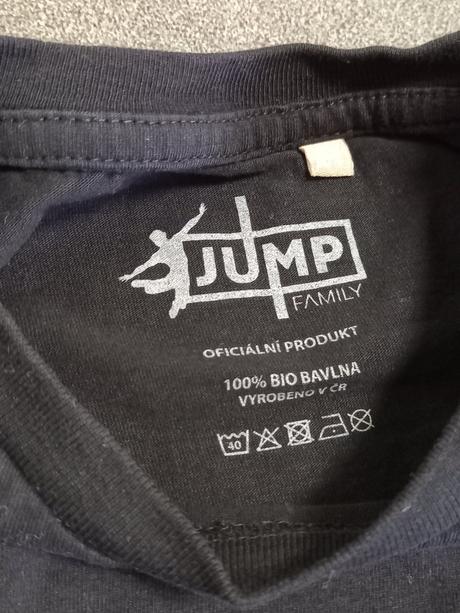 JUMP
FAMILY
OFICIÁLNÍ PRODUKT
100% BIO BAVLNA
VYROBENO V ČR
40